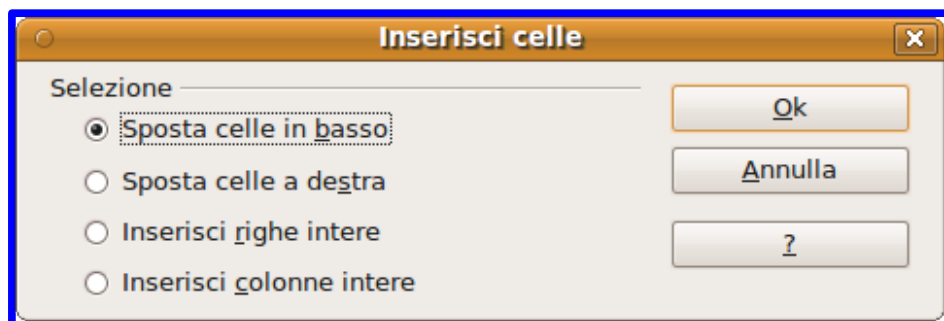 Inserisci celle
Selezione
Sposta celle in basso
Sposta celle a destra
Inserisci righe intere
Inserisci colonne intere
Ok
Annulla
?